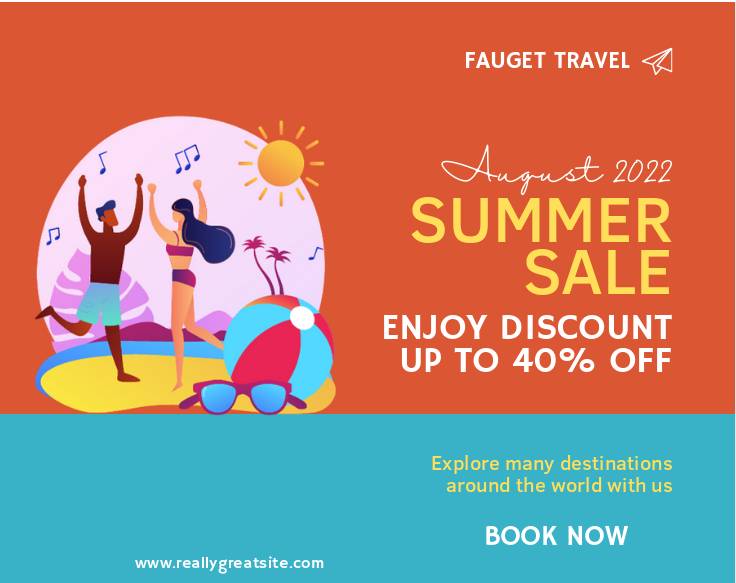 FAUGET TRAVEL
August 2022
SUMMER
SALE
ENJOY DISCOUNT
UP TO 40% OFF
Explore many destinations
around the world with us
BOOK NOW
www.reallygreatsite.com